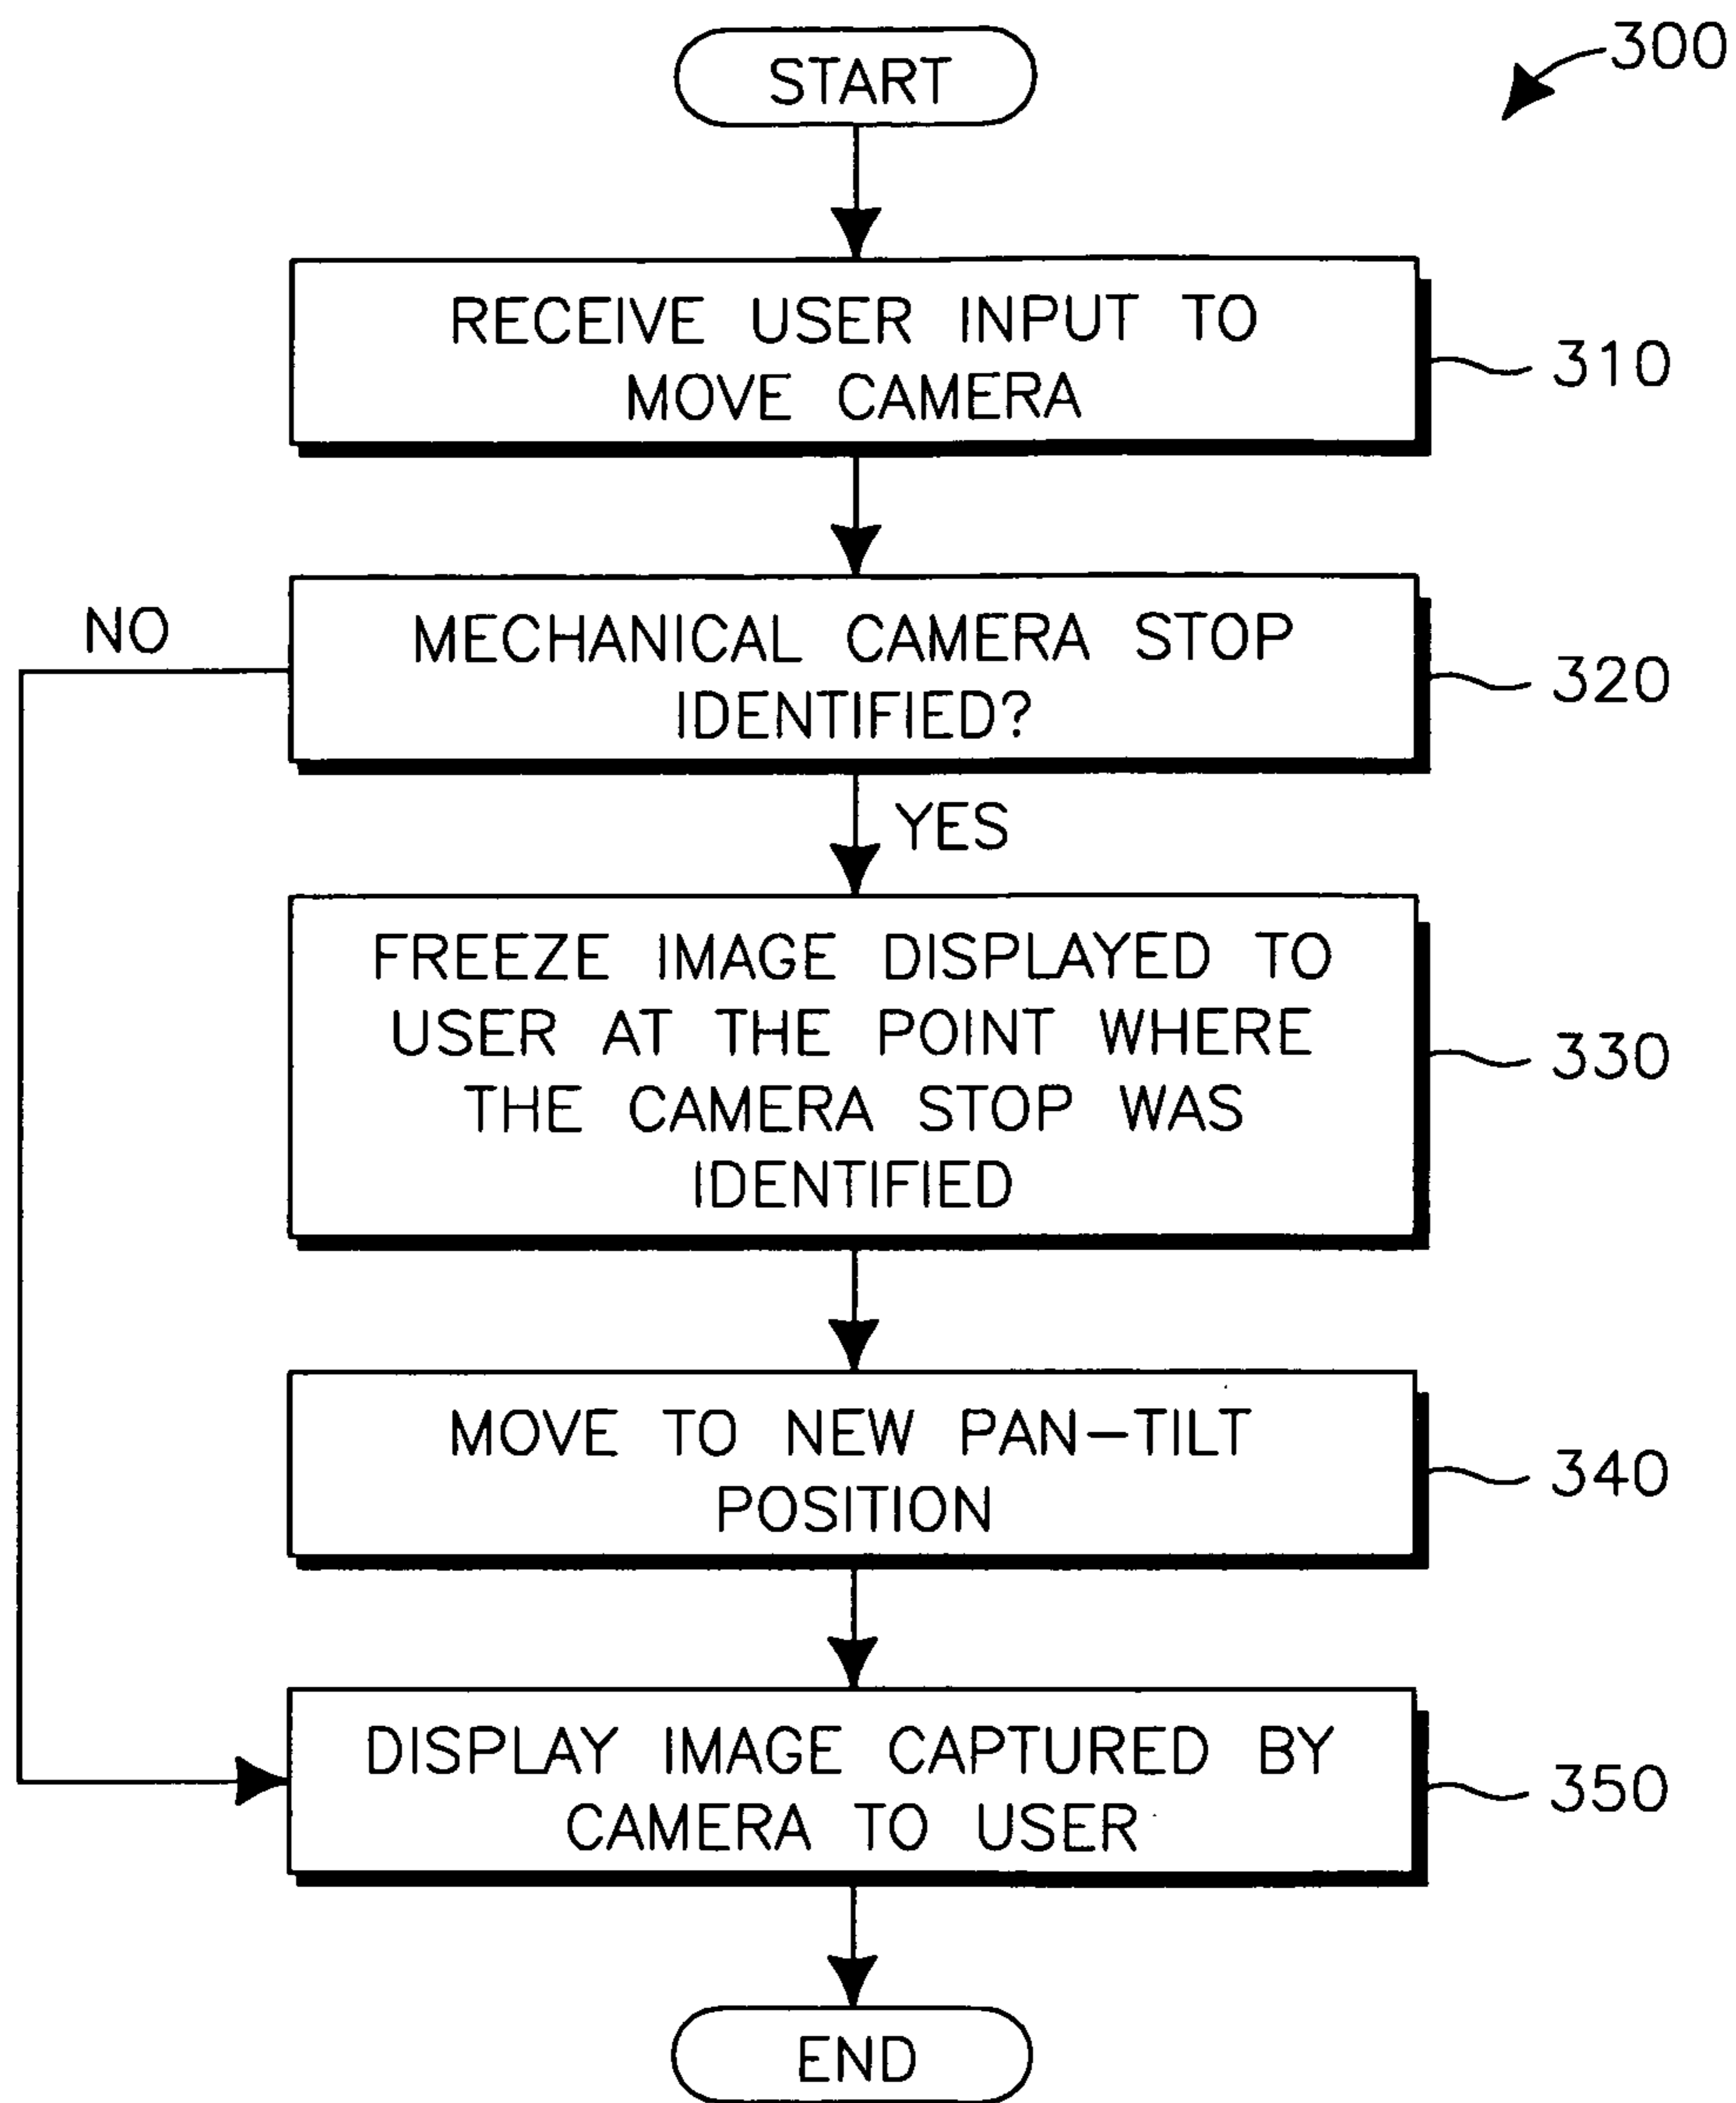 START
300
RECEIVE USER INPUT TO
MOVE CAMERA
310
NO
MECHANICAL CAMERA STOP
IDENTIFIED?
320
YES
FREEZE IMAGE DISPLAYED TO
USER AT THE POINT WHERE
THE CAMERA STOP WAS
IDENTIFIED
330
MOVE TO NEW PAN-TILT
POSITION
340
DISPLAY IMAGE CAPTURED BY
CAMERA TO USER
350
END